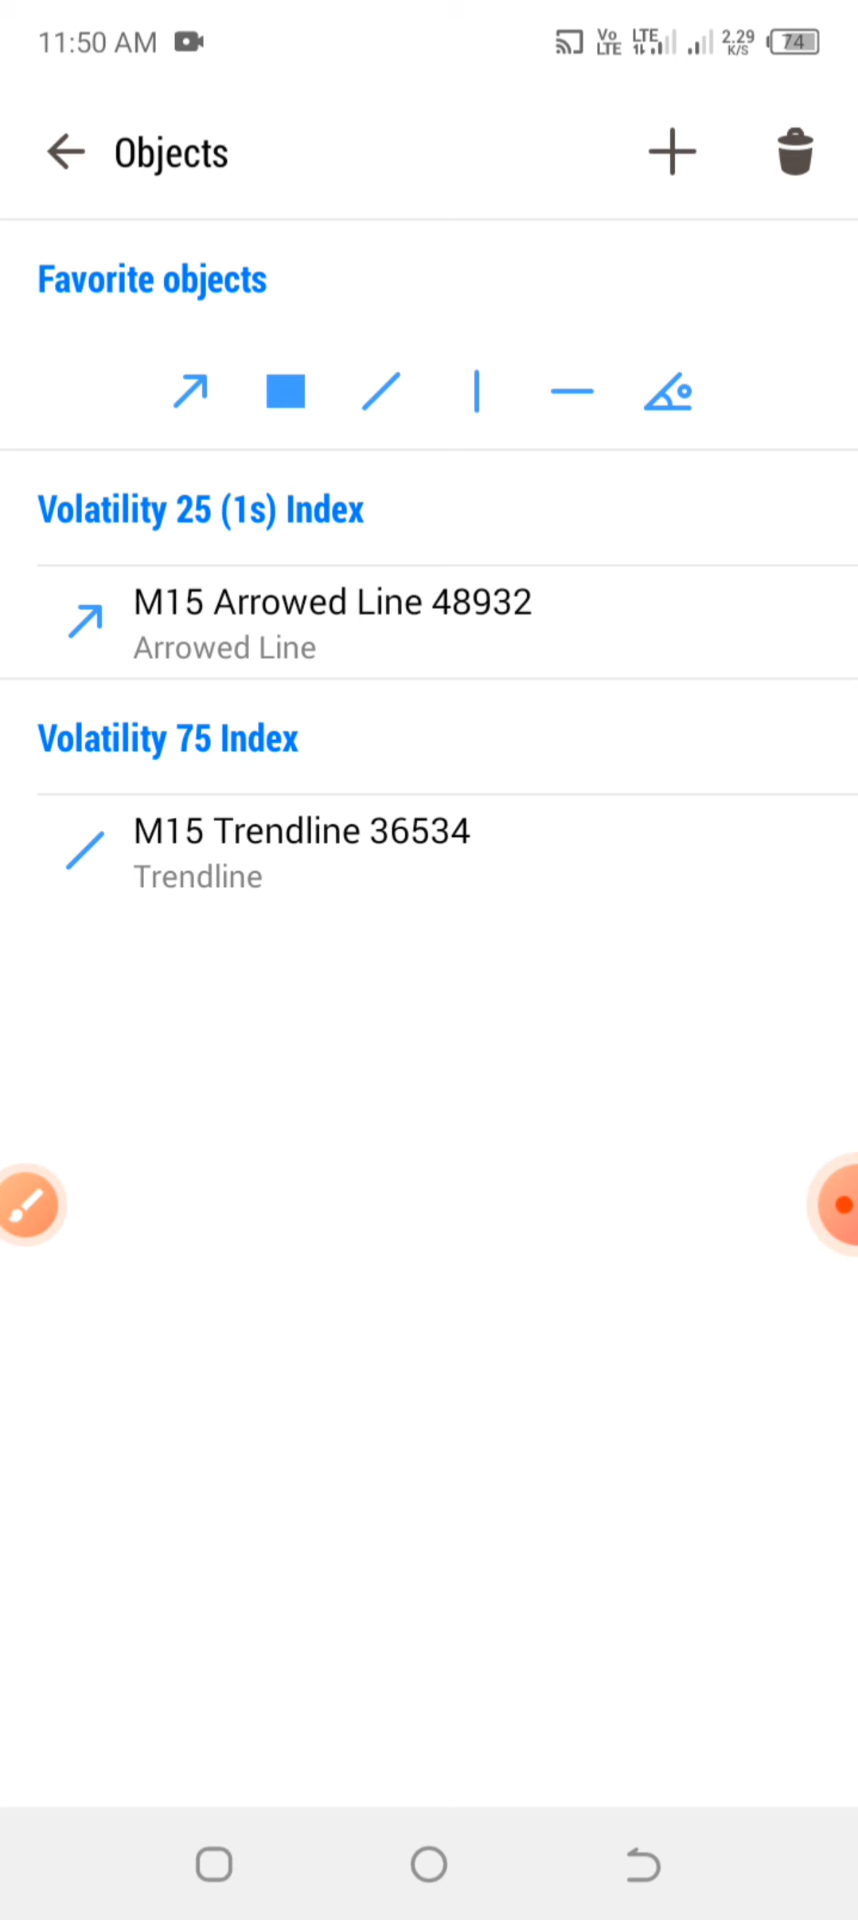 11:50 AM
Vo LTE LTE 2.29 K/S 74
Objects
Favorite objects
Volatility 25 (1s) Index
M15 Arrowed Line 48932
Arrowed Line
Volatility 75 Index
M15 Trendline 36534
Trendline